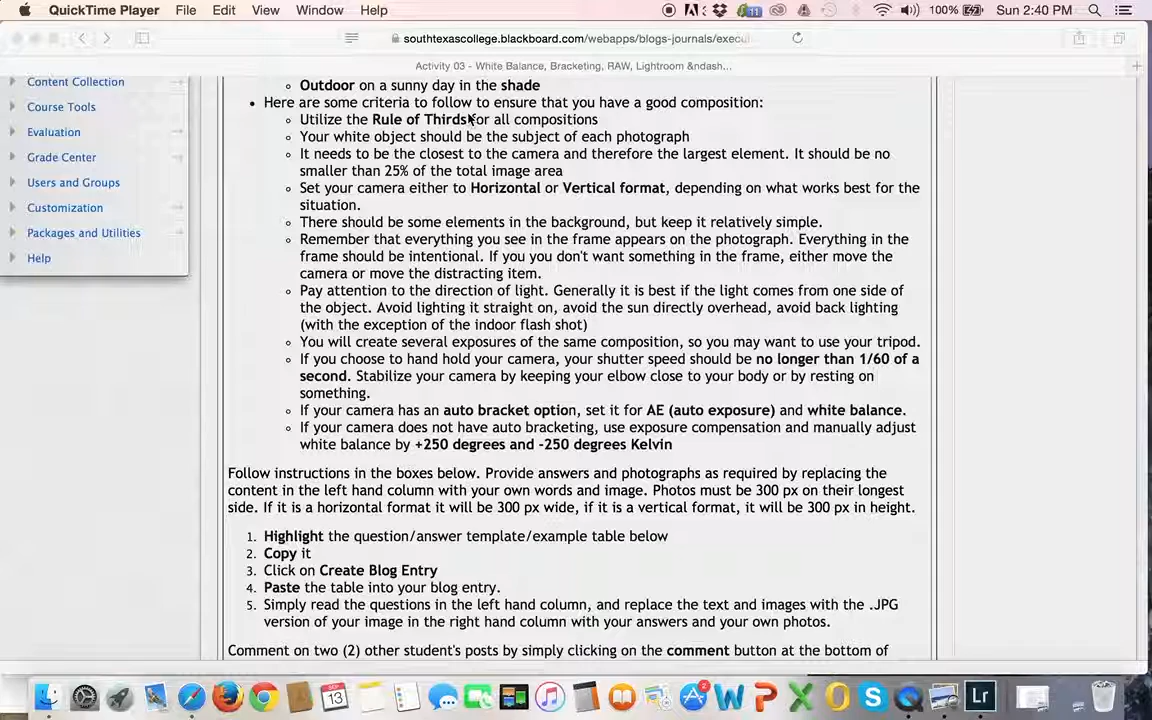 QuickTime Player File Edit View Window Help 100% Sun 2:40 PM
southtexascollege.blackboard.com/webapps/blogs-journals/execu
Activity 03 - White Balance, Bracketing, RAW, Lightroom &ndash...
Content Collection
Course Tools
Evaluation
Grade Center
Users and Groups
Customization
Packages and Utilities
Help
Outdoor on a sunny day in the shade
Here are some criteria to follow to ensure that you have a good composition:
Utilize the Rule of Thirds for all compositions
Your white object should be the subject of each photograph
It needs to be the closest to the camera and therefore the largest element. It should be no
smaller than 25% of the total image area
Set your camera either to Horizontal or Vertical format, depending on what works best for the
situation.
There should be some elements in the background, but keep it relatively simple.
Remember that everything you see in the frame appears on the photograph. Everything in the
frame should be intentional. If you you don't want something in the frame, either move the
camera or move the distracting item.
Pay attention to the direction of light. Generally it is best if the light comes from one side of
the object. Avoid lighting it straight on, avoid the sun directly overhead, avoid back lighting
(with the exception of the indoor flash shot)
You will create several exposures of the same composition, so you may want to use your tripod.
If you choose to hand hold your camera, your shutter speed should be no longer than 1/60 of a
second. Stabilize your camera by keeping your elbow close to your body or by resting on
something.
If your camera has an auto bracket option, set it for AE (auto exposure) and white balance.
If your camera does not have auto bracketing, use exposure compensation and manually adjust
white balance by +250 degrees and -250 degrees Kelvin
Follow instructions in the boxes below. Provide answers and photographs as required by replacing the
content in the left hand column with your own words and image. Photos must be 300 px on their longest
side. If it is a horizontal format it will be 300 px wide, if it is a vertical format, it will be 300 px in height.
1. Highlight the question/answer template/example table below
2. Copy it
3. Click on Create Blog Entry
4. Paste the table into your blog entry.
5. Simply read the questions in the left hand column, and replace the text and images with the .JPG
version of your image in the right hand column with your answers and your own photos.
Comment on two (2) other student's posts by simply clicking on the comment button at the bottom of
13
2
Lr